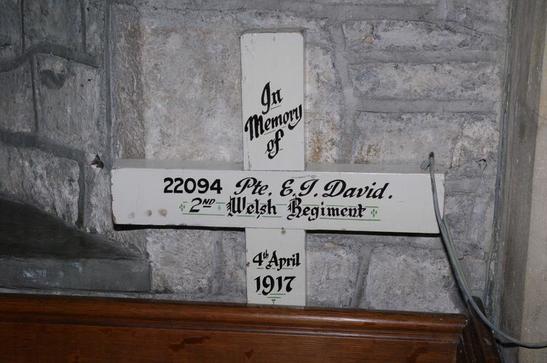 In
Memory
of
22094 Pte. E. J. David.
2ND Welsh Regiment
4th April
1917